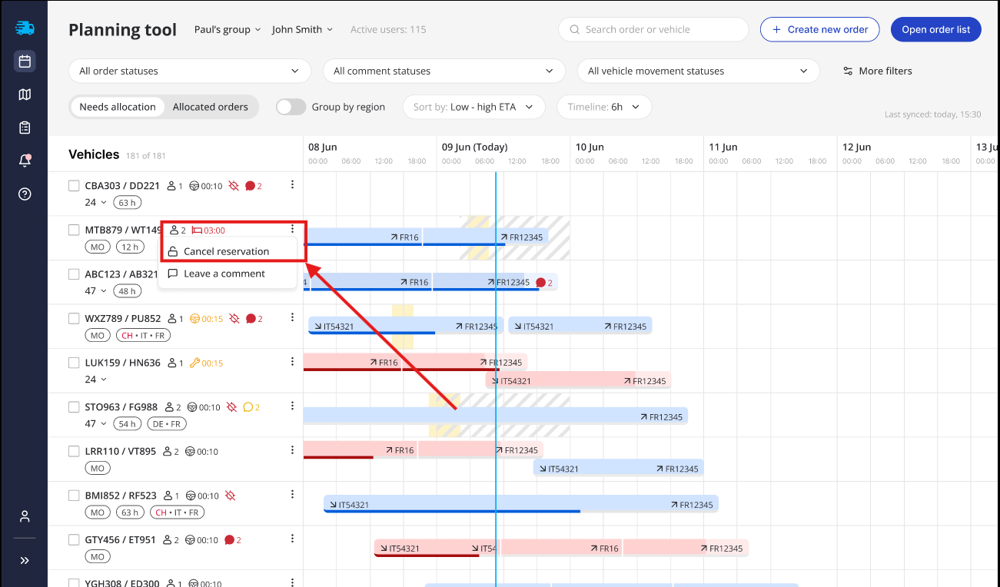 Planning tool
Paul's group
John Smith
Active users: 115
Search order or vehicle
+ Create new order
Open order list
All order statuses
All comment statuses
All vehicle movement statuses
More filters
Needs allocation
Allocated orders
Group by region
Sort by: Low - high ETA
Timeline: 6h
Last synced: today, 15:30
Vehicles 181 of 181
08 Jun
09 Jun (Today)
10 Jun
11 Jun
12 Jun
13 Ju
00:00 06:00 12:00 18:00 00:00 06:00 12:00 18:00 00:00 06:00 12:00 18:00 00:00 06:00 12:00 18:00 00:00 06:00 12:00 18:00 00:00
CBA303 / DD221 1 00:10 2
24 63 h
MTB879 / WT149 2 03:00
MO 12 h
FR16 FR12345
Cancel reservation
Leave a comment
ABC123 / AB321
47 48 h
4 FR16 FR12345 2
WXZ789 / PU852 1 00:15 2
MO CH • IT • FR
IT54321 FR12345 IT54321 FR12345
LUK159 / HN636 1 00:15
24
FR16 FR12345
IT54321 FR12345
STO963 / FG988 2 00:10 2
47 54 h DE • FR
FR12345
LRR110 / VT895 2 00:10
MO
FR16 FR12345
IT54321 FR12345
BMI852 / RF523 1 00:10
MO 63 h CH • IT • FR
IT54321 FR12345
GTY456 / ET951 2 00:10 2
MO
IT54321 IT54 FR16 FR12345
YGH308 / ED300 1 00:10